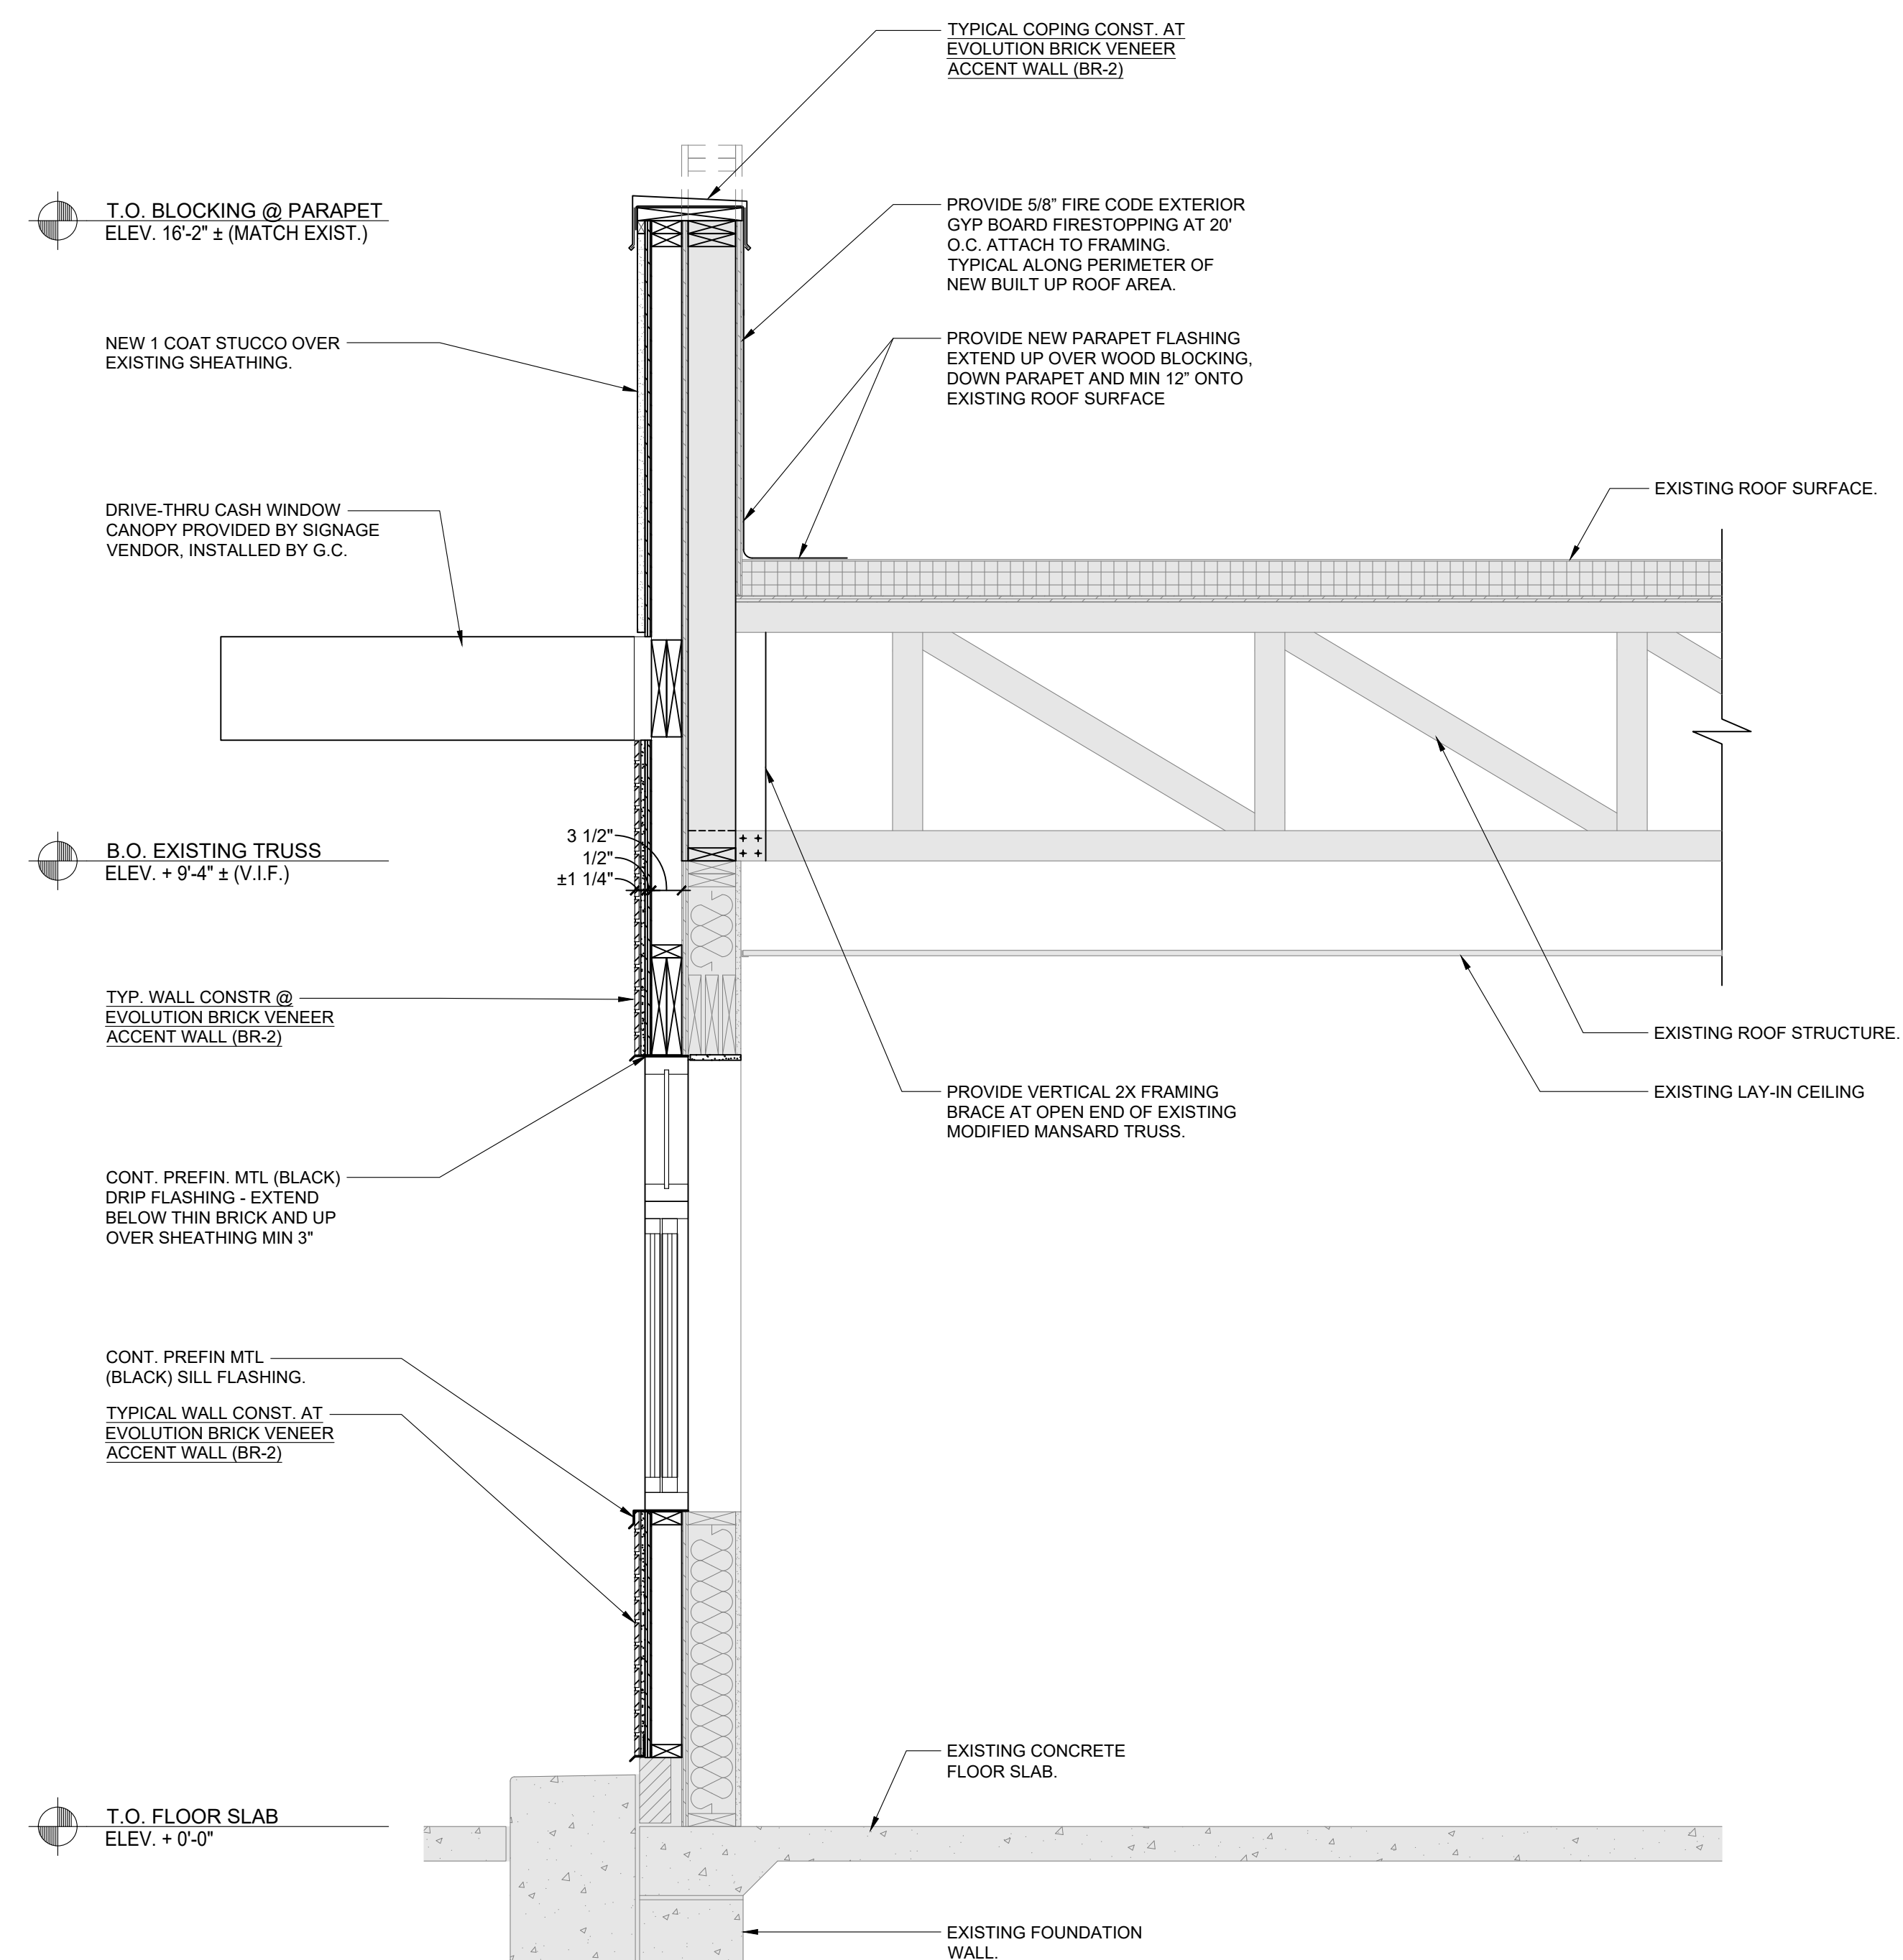 TYPICAL COPING CONST. AT
EVOLUTION BRICK VENEER
ACCENT WALL (BR-2)
T.O. BLOCKING @ PARAPET
ELEV. 16'-2" ± (MATCH EXIST.)
PROVIDE 5/8” FIRE CODE EXTERIOR
GYP BOARD FIRESTOPPING AT 20'
O.C. ATTACH TO FRAMING.
TYPICAL ALONG PERIMETER OF
NEW BUILT UP ROOF AREA.
NEW 1 COAT STUCCO OVER
EXISTING SHEATHING.
PROVIDE NEW PARAPET FLASHING
EXTEND UP OVER WOOD BLOCKING,
DOWN PARAPET AND MIN 12” ONTO
EXISTING ROOF SURFACE
EXISTING ROOF SURFACE.
DRIVE-THRU CASH WINDOW
CANOPY PROVIDED BY SIGNAGE
VENDOR, INSTALLED BY G.C.
B.O. EXISTING TRUSS
ELEV. + 9'-4" ± (V.I.F.)
3 1/2"
1/2"
±1 1/4"
TYP. WALL CONSTR @
EVOLUTION BRICK VENEER
ACCENT WALL (BR-2)
EXISTING ROOF STRUCTURE.
PROVIDE VERTICAL 2X FRAMING
BRACE AT OPEN END OF EXISTING
MODIFIED MANSARD TRUSS.
EXISTING LAY-IN CEILING
CONT. PREFIN. MTL (BLACK)
DRIP FLASHING - EXTEND
BELOW THIN BRICK AND UP
OVER SHEATHING MIN 3"
CONT. PREFIN MTL
(BLACK) SILL FLASHING.
TYPICAL WALL CONST. AT
EVOLUTION BRICK VENEER
ACCENT WALL (BR-2)
EXISTING CONCRETE
FLOOR SLAB.
T.O. FLOOR SLAB
ELEV. + 0'-0"
EXISTING FOUNDATION
WALL.